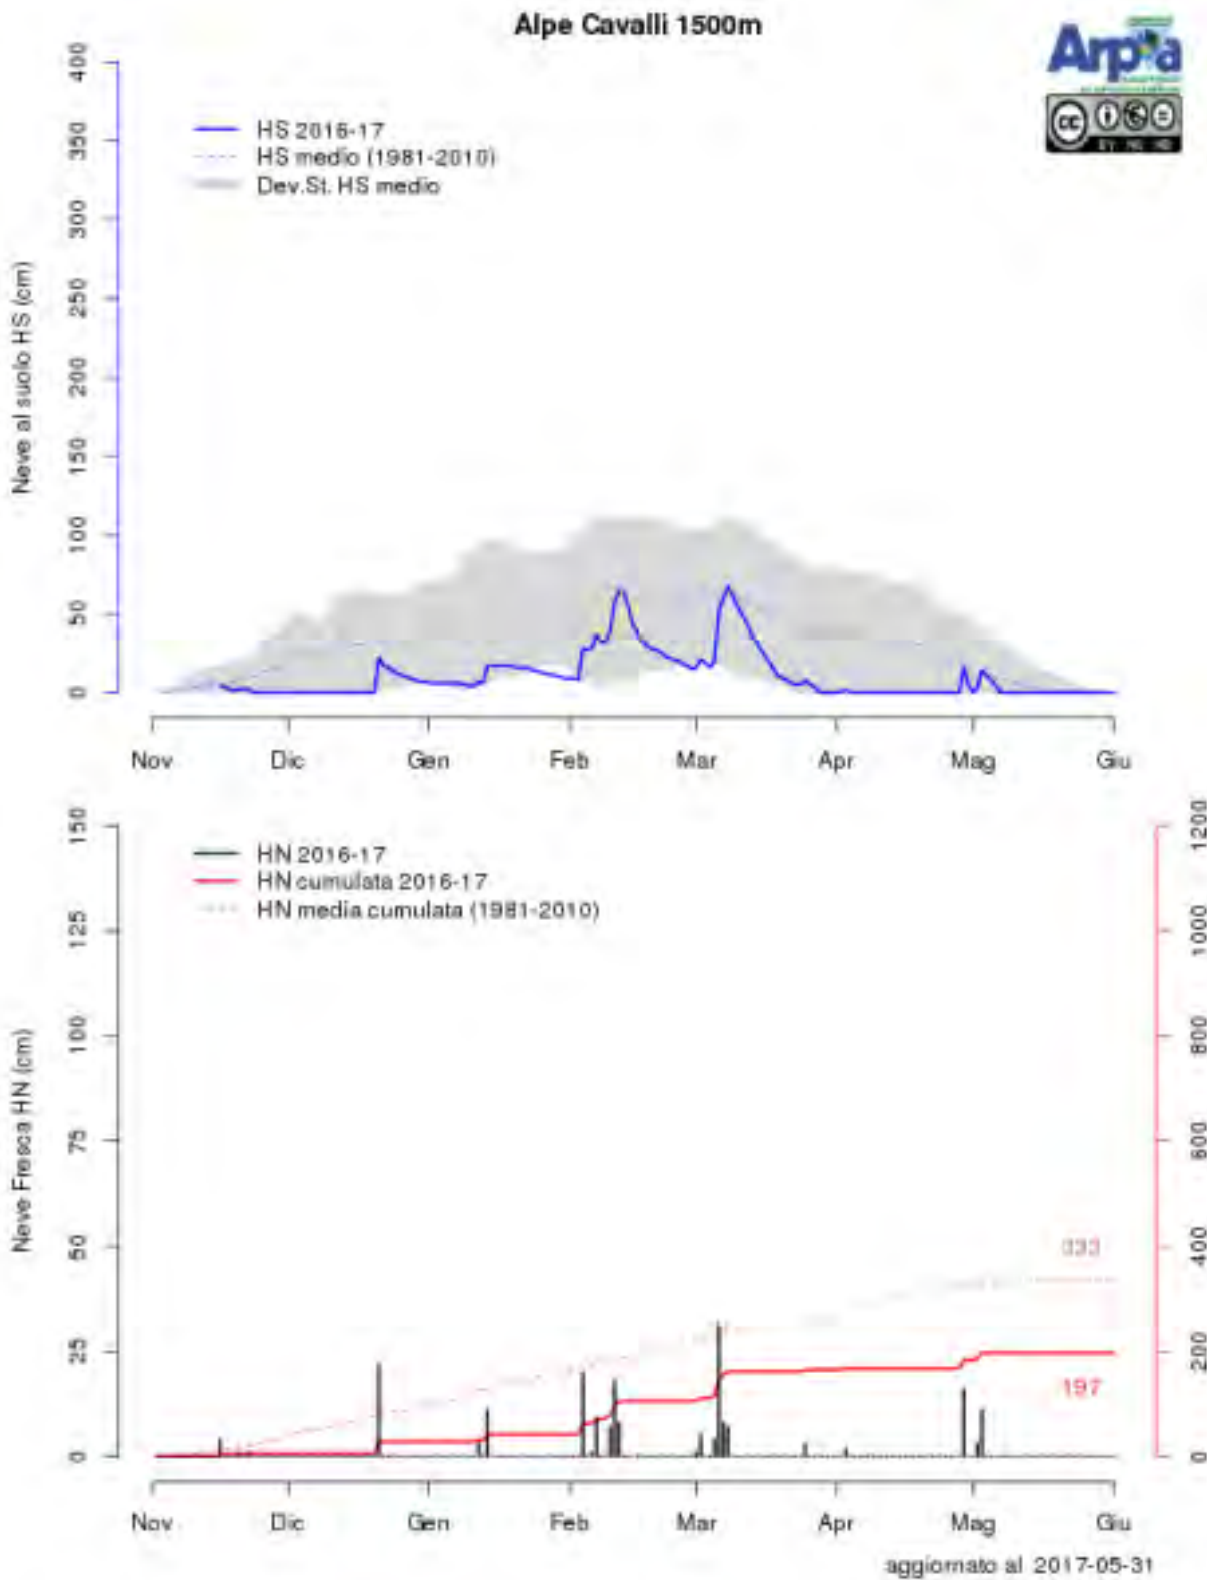 Alpe Cavalli 1500m
Arpa
cc
BY NC ND
HS 2016-17
HS medio (1981-2010)
Dev.St. HS medio
Neve al suolo HS (cm)
400
350
300
250
200
150
100
50
0
Nov Dic Gen Feb Mar Apr Mag Giu
HN 2016-17
HN cumulata 2016-17
HN media cumulata (1981-2010)
Neve Fresca HN (cm)
150
125
100
75
50
25
0
1200
1000
800
600
400
200
0
333
197
Nov Dic Gen Feb Mar Apr Mag Giu
aggiornato al 2017-05-31